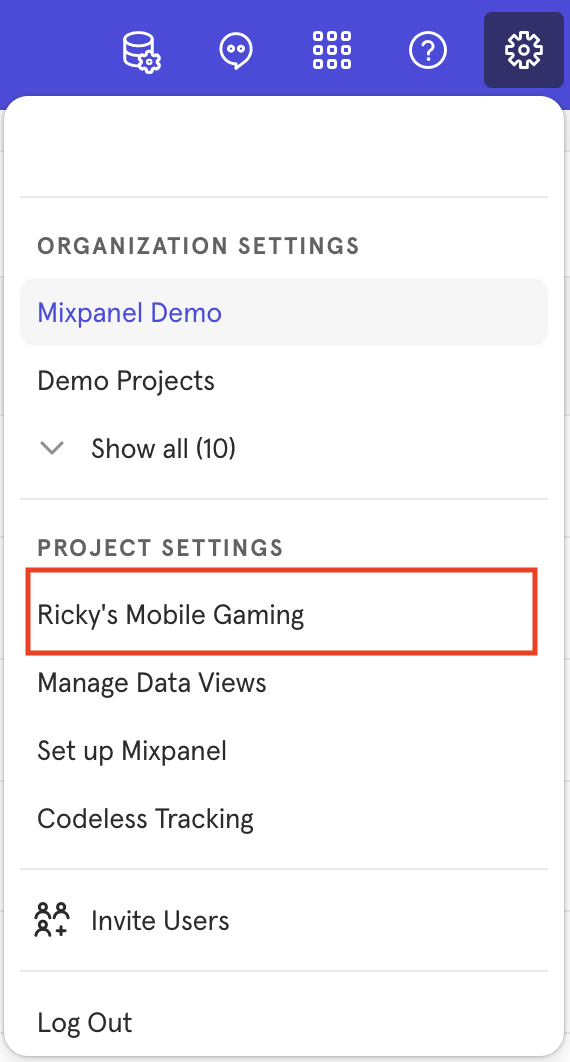 ORGANIZATION SETTINGS
Mixpanel Demo
Demo Projects
Show all (10)
PROJECT SETTINGS
Ricky's Mobile Gaming
Manage Data Views
Set up Mixpanel
Codeless Tracking
Invite Users
Log Out